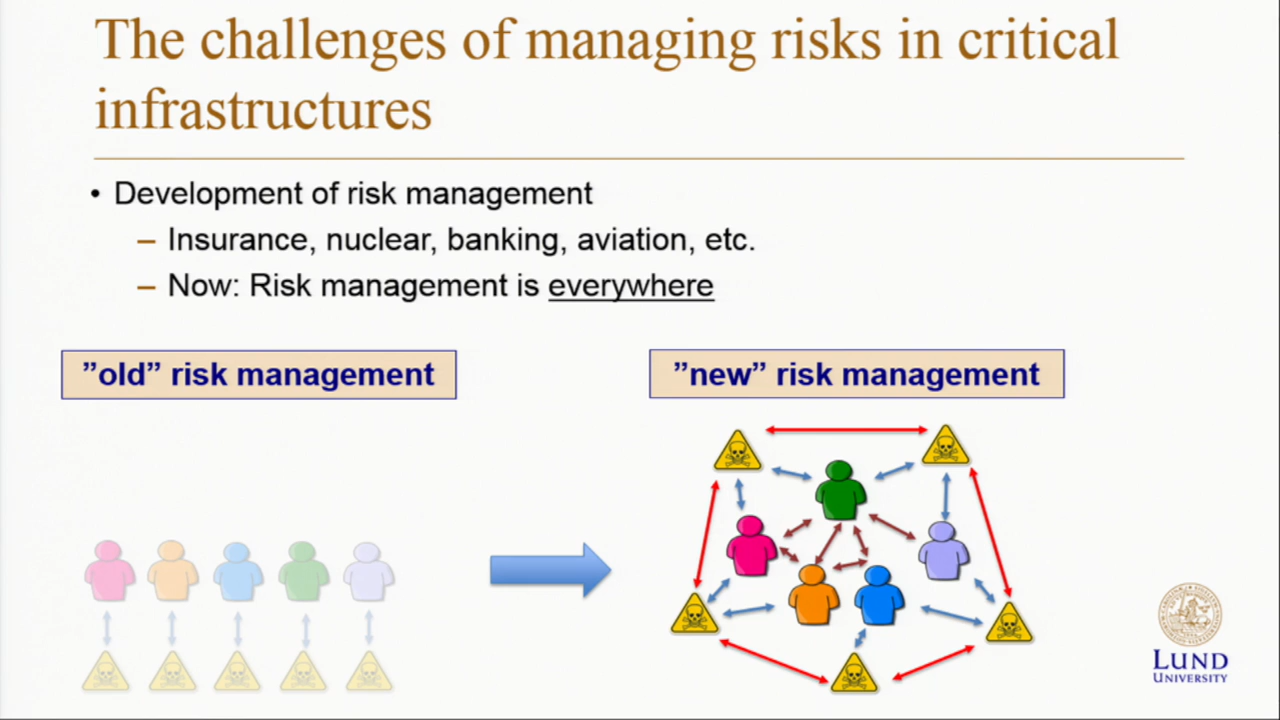 The challenges of managing risks in critical
infrastructures
• Development of risk management
– Insurance, nuclear, banking, aviation, etc.
– Now: Risk management is everywhere
”old” risk management
”new” risk management
LUND
UNIVERSITY